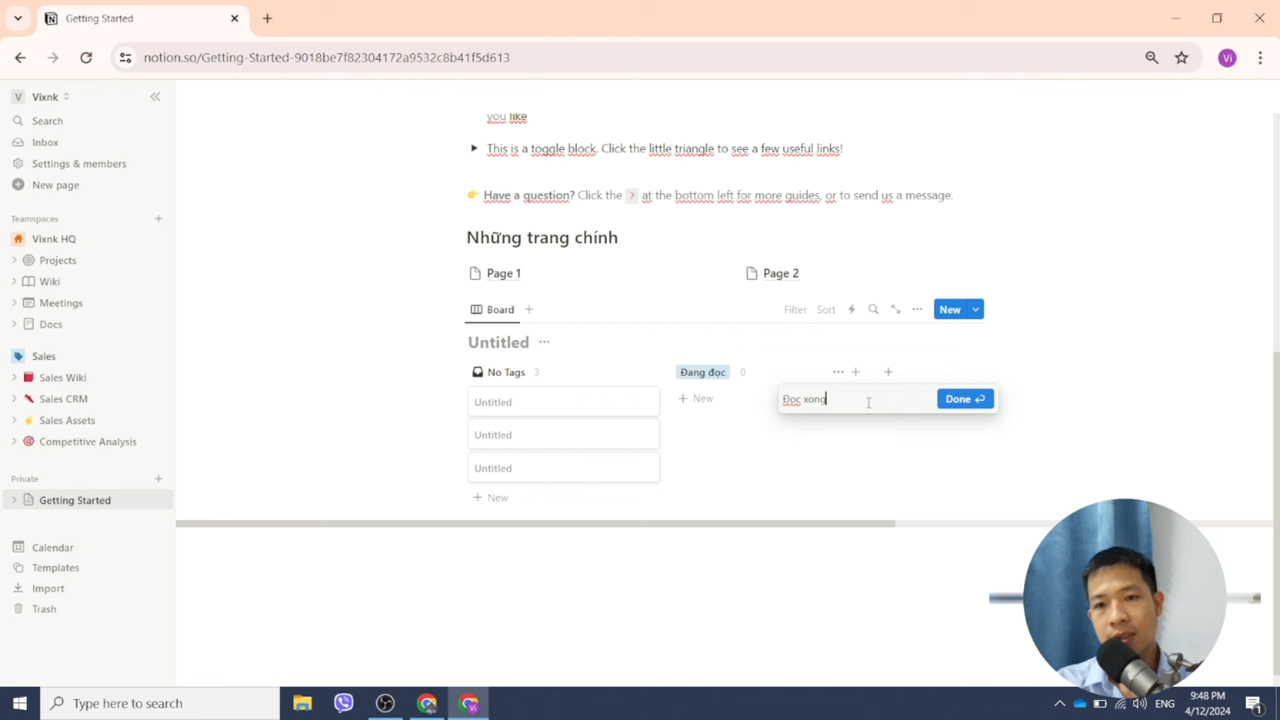 Getting Started
notion.so/Getting-Started-9018be7f82304172a9532c8b41f5d613
Vi
V Vixnk
Search
Inbox
Settings & members
New page
Teamspaces
Vixnk HQ
Projects
Wiki
Meetings
Docs
Sales
Sales Wiki
Sales CRM
Sales Assets
Competitive Analysis
Private
Getting Started
Calendar
Templates
Import
Trash
you like
This is a toggle block. Click the little triangle to see a few useful links!
👉 Have a question? Click the ? at the bottom left for more guides, or to send us a message.
Những trang chính
Page 1 Page 2
Board Filter Sort New
Untitled
No Tags 3 Đang đọc 0
Untitled New Đọc xong Done
Untitled
Untitled
New
Type here to search
ENG
9:48 PM
4/12/2024